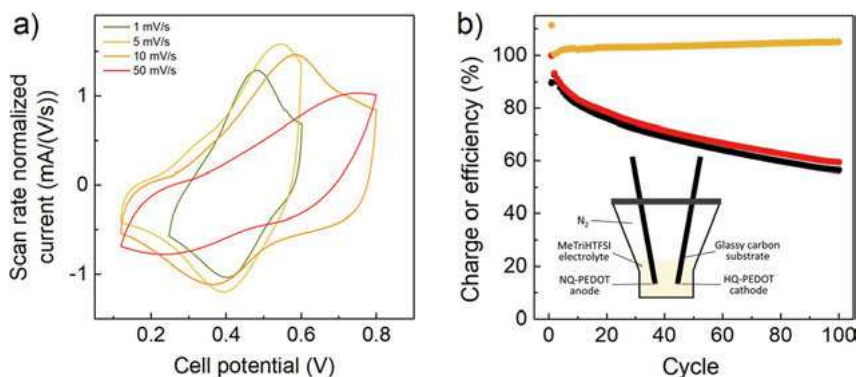 a)
1 mV/s
5 mV/s
10 mV/s
50 mV/s
Scan rate normalized
current (mA/(V/s))
1
0
-1
0.2
0.4
0.6
0.8
Cell potential (V)
b)
Charge or efficiency (%)
100
80
60
40
20
0
N₂
MeTriHTFSI
electrolyte
Glassy carbon
substrate
NQ-PEDOT
anode
HQ-PEDOT
cathode
0
20
40
60
80
100
Cycle